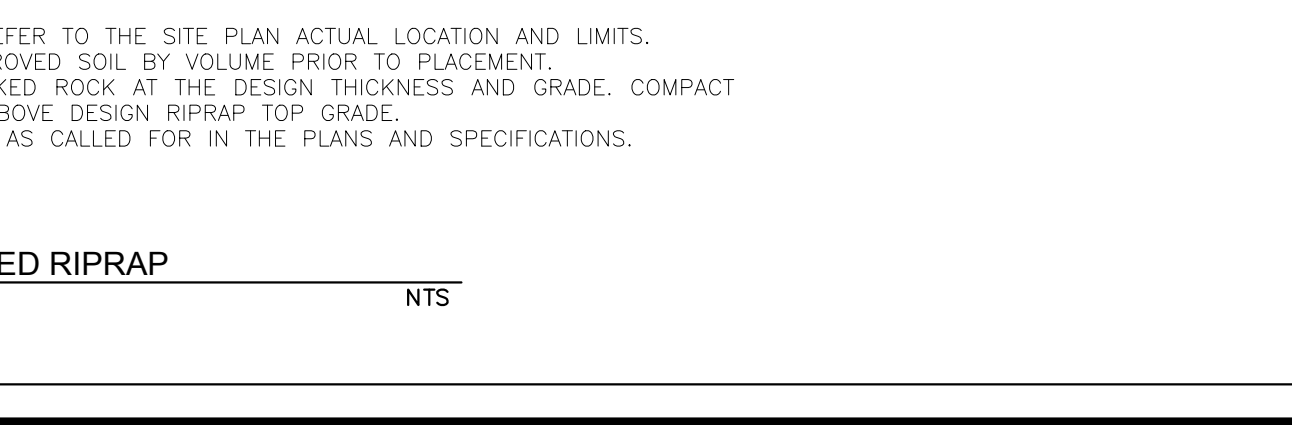 EFER TO THE SITE PLAN ACTUAL LOCATION AND LIMITS.
ROVED SOIL BY VOLUME PRIOR TO PLACEMENT.
KED ROCK AT THE DESIGN THICKNESS AND GRADE. COMPACT
BOVE DESIGN RIPRAP TOP GRADE.
AS CALLED FOR IN THE PLANS AND SPECIFICATIONS.
ED RIPRAP
NTS